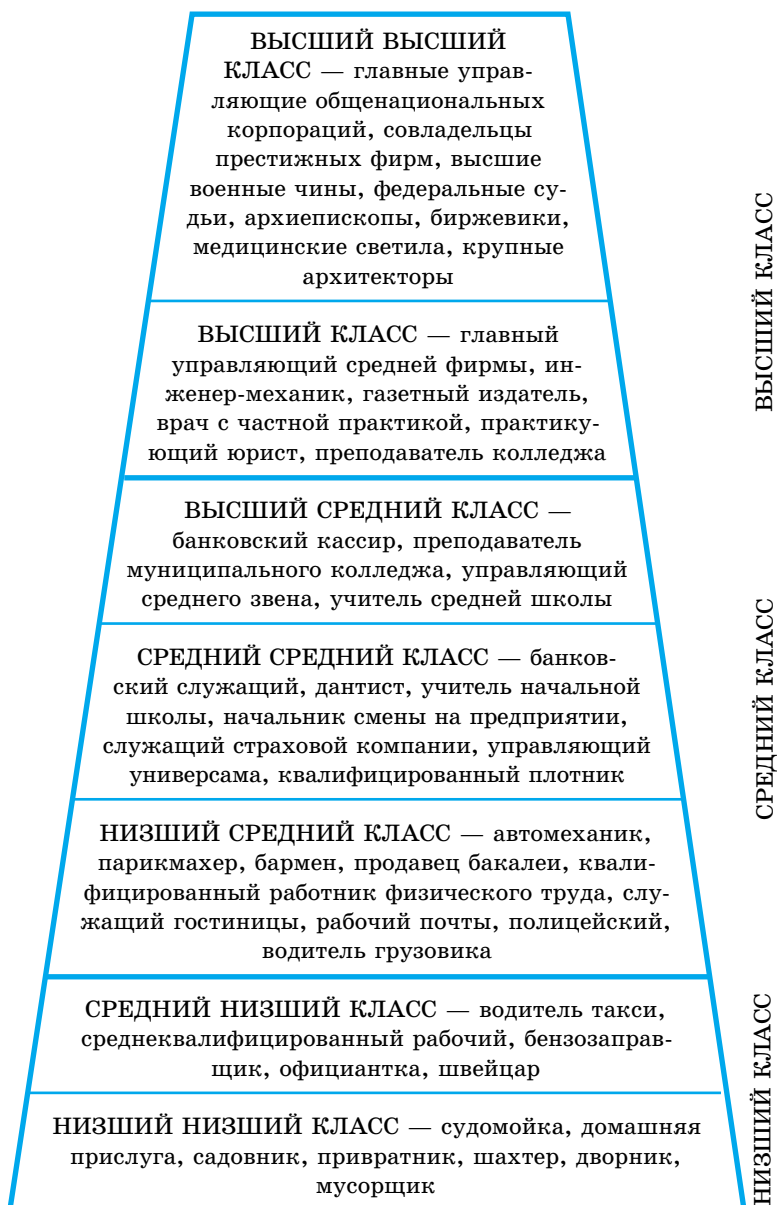 ВЫСШИЙ ВЫСШИЙ
КЛАСС — главные управ-
ляющие общенациональных
корпораций, совладельцы
престижных фирм, высшие
военные чины, федеральные су-
дьи, архиепископы, биржевики,
медицинские светила, крупные
архитекторы
ВЫСШИЙ КЛАСС — главный
управляющий средней фирмы, ин-
женер-механик, газетный издатель,
врач с частной практикой, практику-
ющий юрист, преподаватель колледжа
ВЫСШИЙ КЛАСС
ВЫСШИЙ СРЕДНИЙ КЛАСС —
банковский кассир, преподаватель
муниципального колледжа, управляющий
среднего звена, учитель средней школы
СРЕДНИЙ СРЕДНИЙ КЛАСС — банков-
ский служащий, дантист, учитель начальной
школы, начальник смены на предприятии,
служащий страховой компании, управляющий
универсама, квалифицированный плотник
НИЗШИЙ СРЕДНИЙ КЛАСС — автомеханик,
парикмахер, бармен, продавец бакалеи, квали-
фицированный работник физического труда, слу-
жащий гостиницы, рабочий почты, полицейский,
водитель грузовика
СРЕДНИЙ КЛАСС
СРЕДНИЙ НИЗШИЙ КЛАСС — водитель такси,
среднеквалифицированный рабочий, бензозаправ-
щик, официантка, швейцар
НИЗШИЙ НИЗШИЙ КЛАСС — судомойка, домашняя
прислуга, садовник, привратник, шахтер, дворник,
мусорщик
НИЗШИЙ КЛАСС